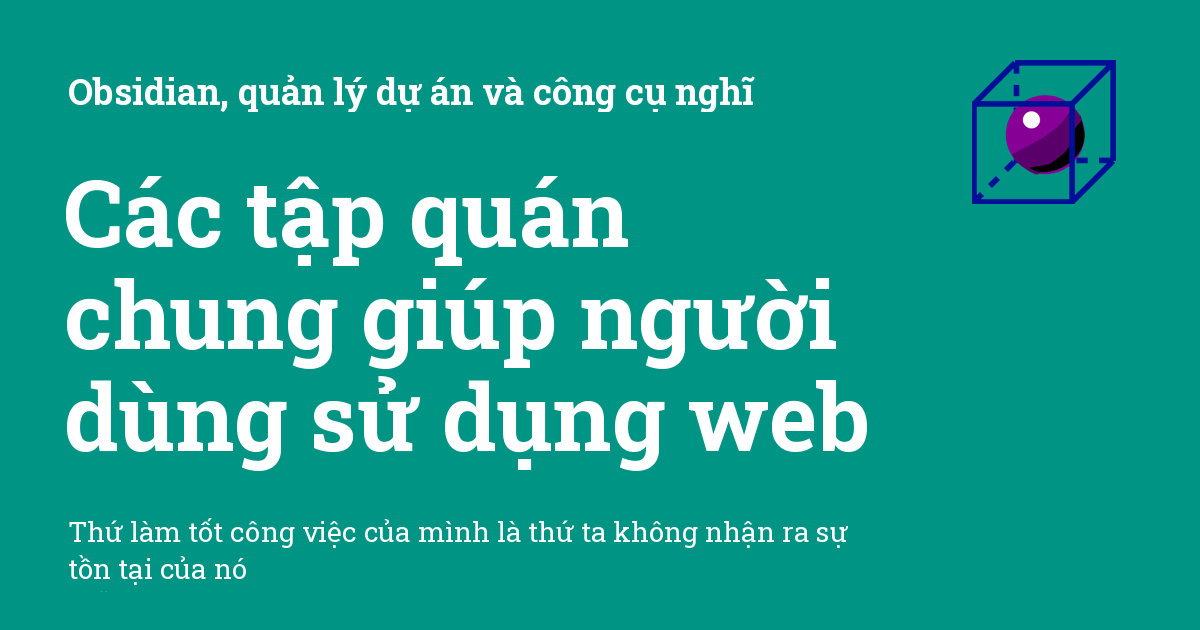 Obsidian, quản lý dự án và công cụ nghĩ
Các tập quán
chung giúp người
dùng sử dụng web
Thứ làm tốt công việc của mình là thứ ta không nhận ra sự
tồn tại của nó